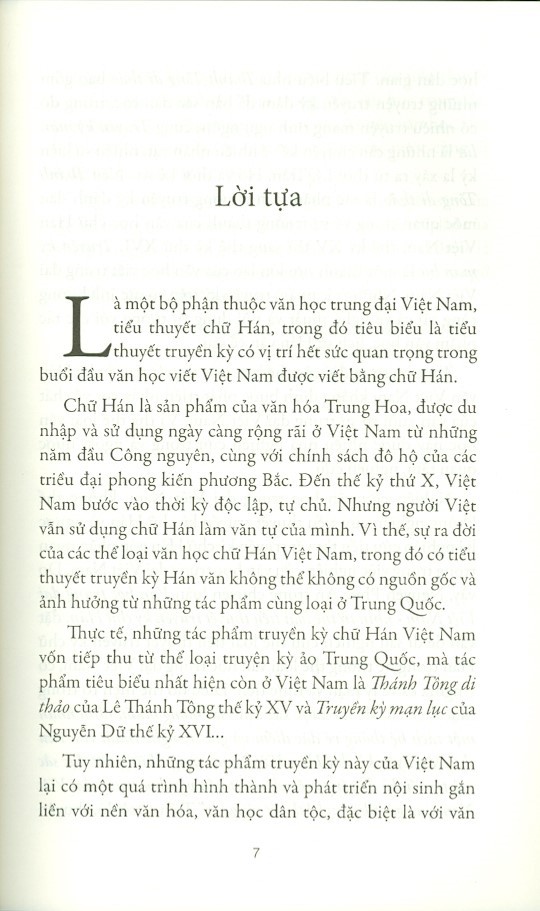 Lời tựa
Là một bộ phận thuộc văn học trung đại Việt Nam,
tiểu thuyết chữ Hán, trong đó tiêu biểu là tiểu
thuyết truyền kỳ có vị trí hết sức quan trọng trong
buổi đầu văn học viết Việt Nam được viết bằng chữ Hán.
Chữ Hán là sản phẩm của văn hóa Trung Hoa, được du
nhập và sử dụng ngày càng rộng rãi ở Việt Nam từ những
năm đầu Công nguyên, cùng với chính sách đô hộ của các
triều đại phong kiến phương Bắc. Đến thế kỷ thứ X, Việt
Nam bước vào thời kỳ độc lập, tự chủ. Nhưng người Việt
vẫn sử dụng chữ Hán làm văn tự của mình. Vì thế, sự ra đời
của các thể loại văn học chữ Hán Việt Nam, trong đó có tiểu
thuyết truyền kỳ Hán văn không thể không có nguồn gốc và
ảnh hưởng từ những tác phẩm cùng loại ở Trung Quốc.
Thực tế, những tác phẩm truyền kỳ chữ Hán Việt Nam
vốn tiếp thu từ thể loại truyện kỳ ảo Trung Quốc, mà tác
phẩm tiêu biểu nhất hiện còn ở Việt Nam là Thánh Tông di
thảo của Lê Thánh Tông thế kỷ XV và Truyền kỳ mạn lục của
Nguyễn Dữ thế kỷ XVI...
Tuy nhiên, những tác phẩm truyền kỳ này của Việt Nam
lại có một quá trình hình thành và phát triển nội sinh gắn
liền với nền văn hóa, văn học dân tộc, đặc biệt là với văn
7